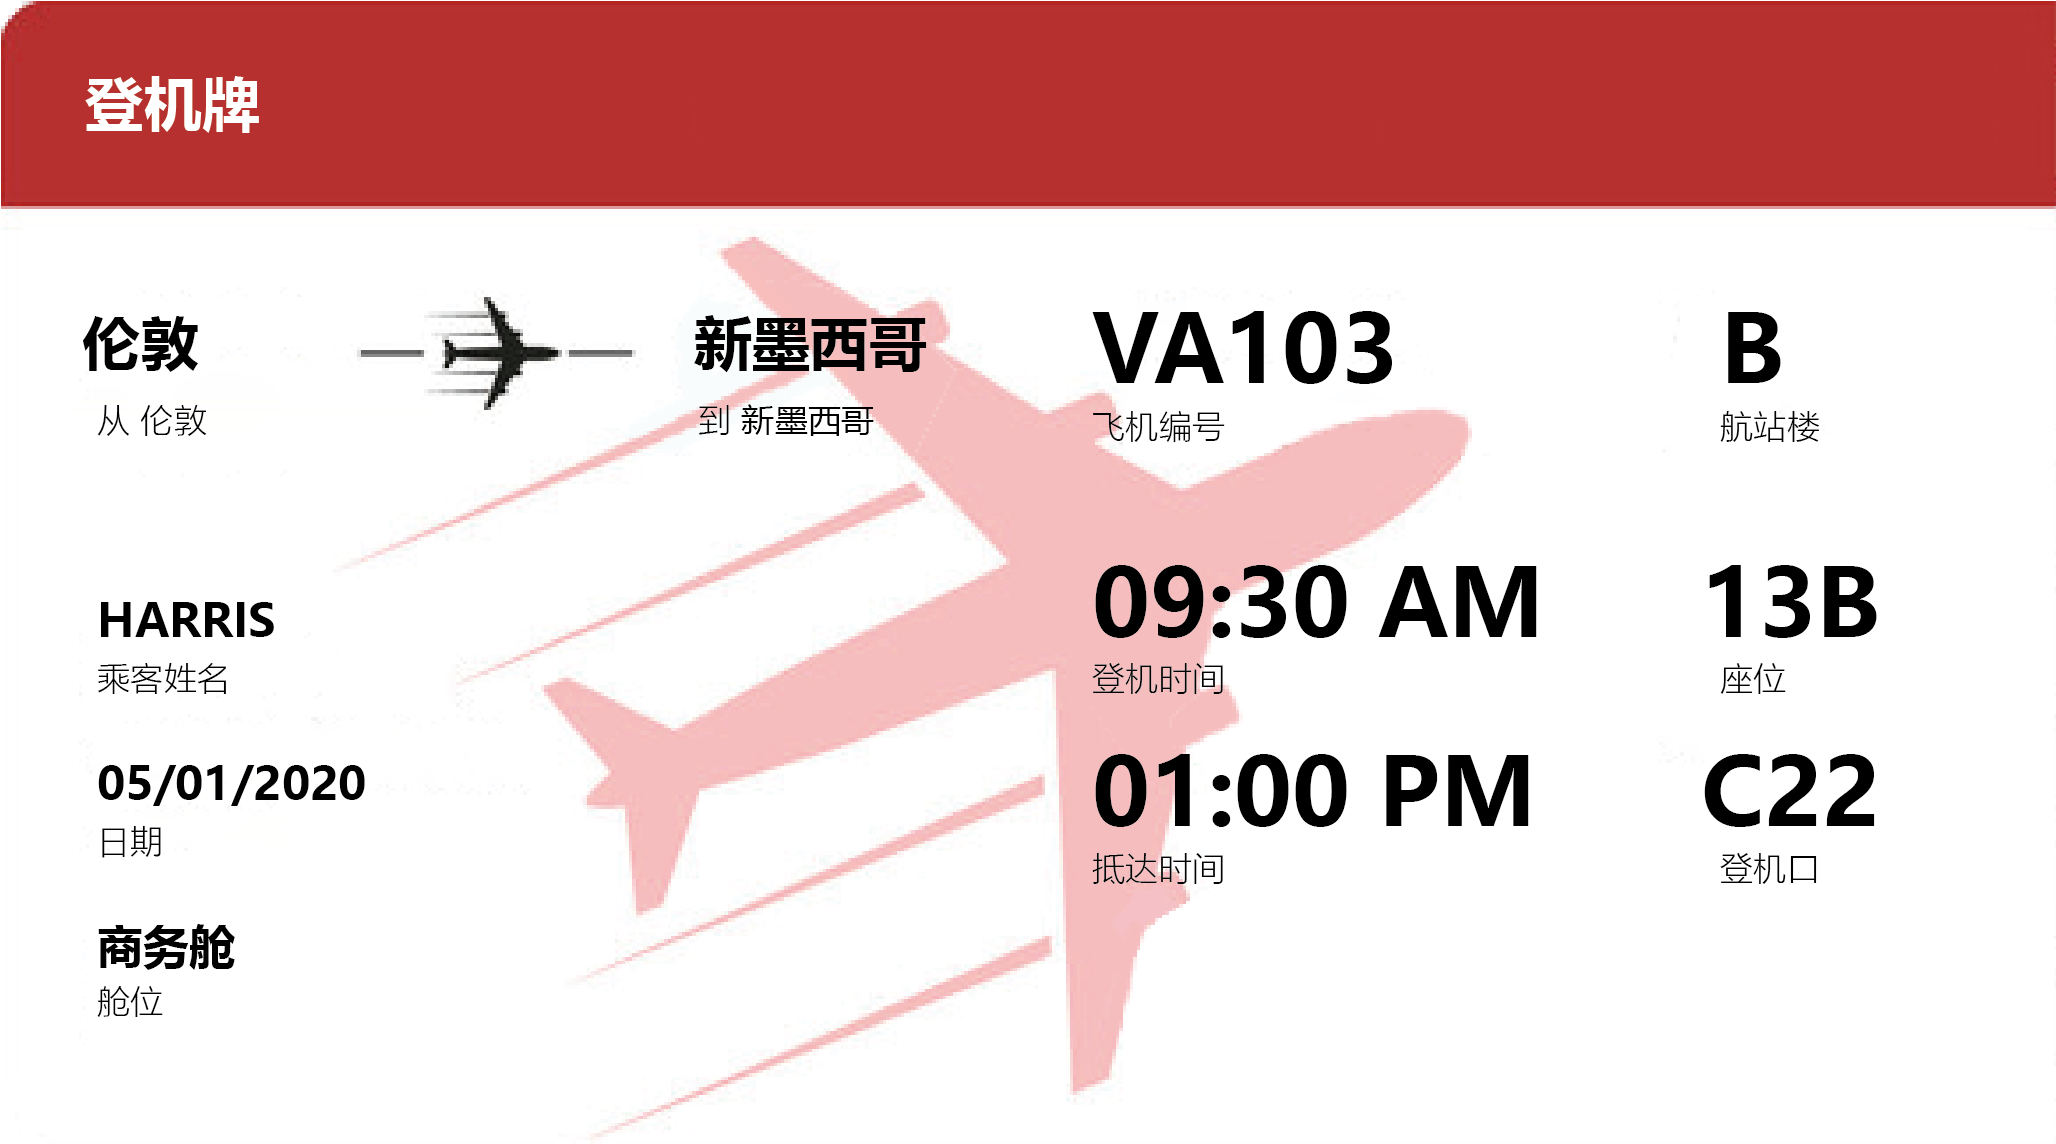 登机牌
伦敦
新墨西哥
VA103
B
从 伦敦
到 新墨西哥
飞机编号
航站楼
HARRIS
09:30 AM
13B
乘客姓名
登机时间
座位
05/01/2020
01:00 PM
C22
日期
抵达时间
登机口
商务舱
舱位